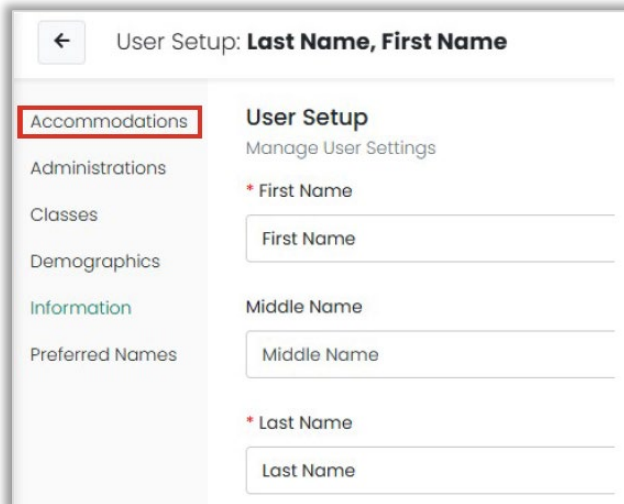 ← User Setup: Last Name, First Name
Accommodations
Administrations
Classes
Demographics
Information
Preferred Names
User Setup
Manage User Settings
* First Name
First Name
Middle Name
Middle Name
* Last Name
Last Name